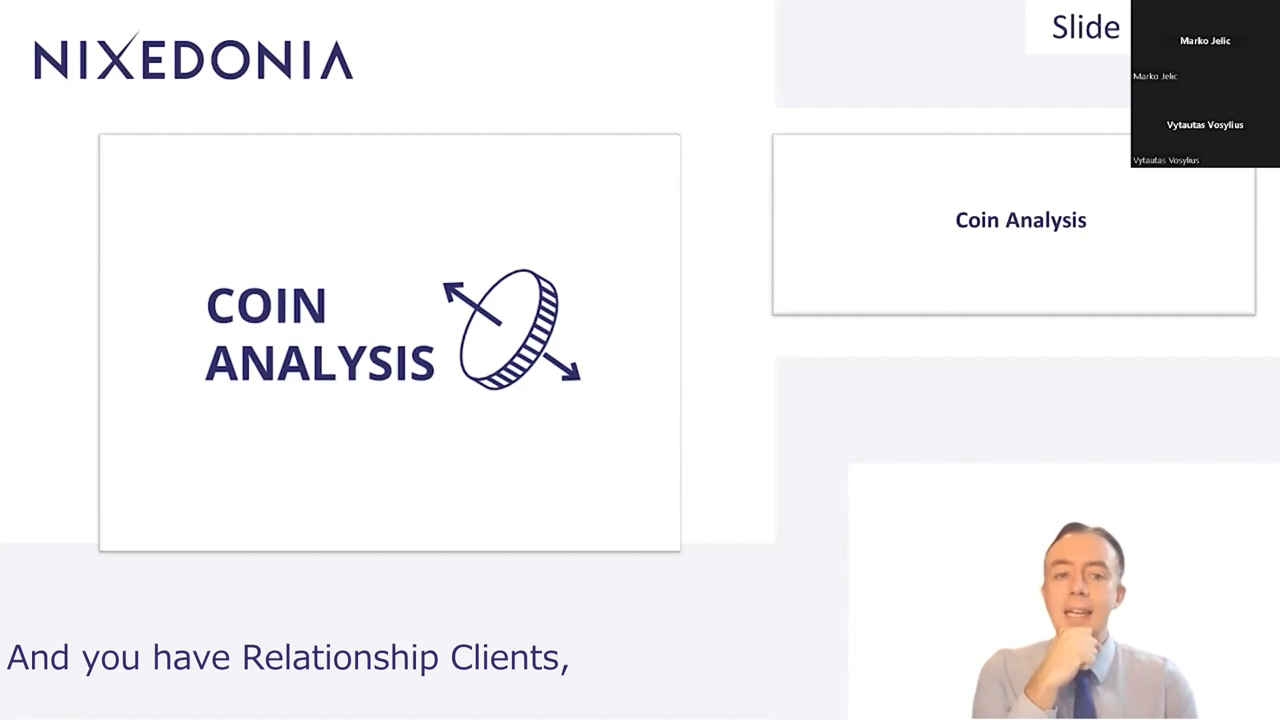 NIXEDONIA
Slide
Marko Jelic
Marko Jelic
Vytautas Vosylius
Vytautas Vosylius
COIN
ANALYSIS
Coin Analysis
And you have Relationship Clients,